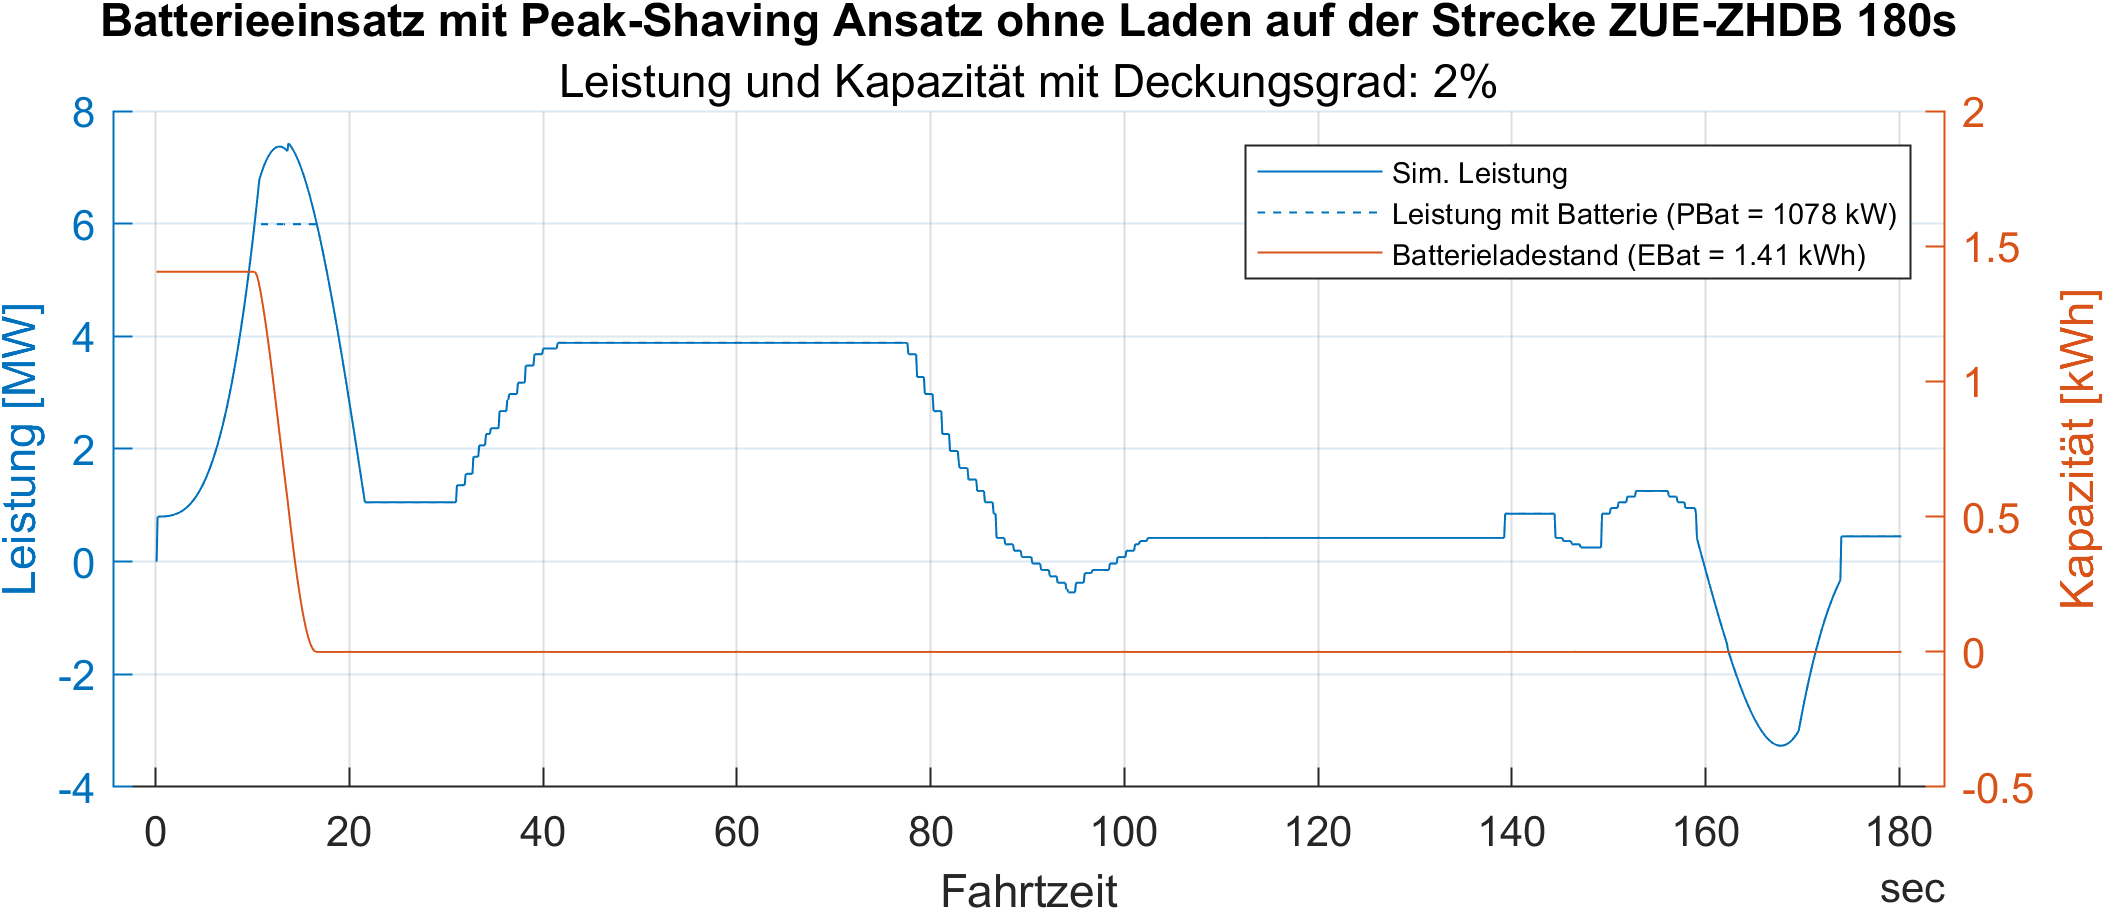 Batterieeinsatz mit Peak-Shaving Ansatz ohne Laden auf der Strecke ZUE-ZHDB 180s
Leistung und Kapazität mit Deckungsgrad: 2%
Leistung [MW]
8
6
4
2
0
-2
-4
Sim. Leistung
Leistung mit Batterie (PBat = 1078 kW)
Batterieladestand (EBat = 1.41 kWh)
2
1.5
1
0.5
0
-0.5
Kapazität [kWh]
0 20 40 60 80 100 120 140 160 180
Fahrtzeit
sec